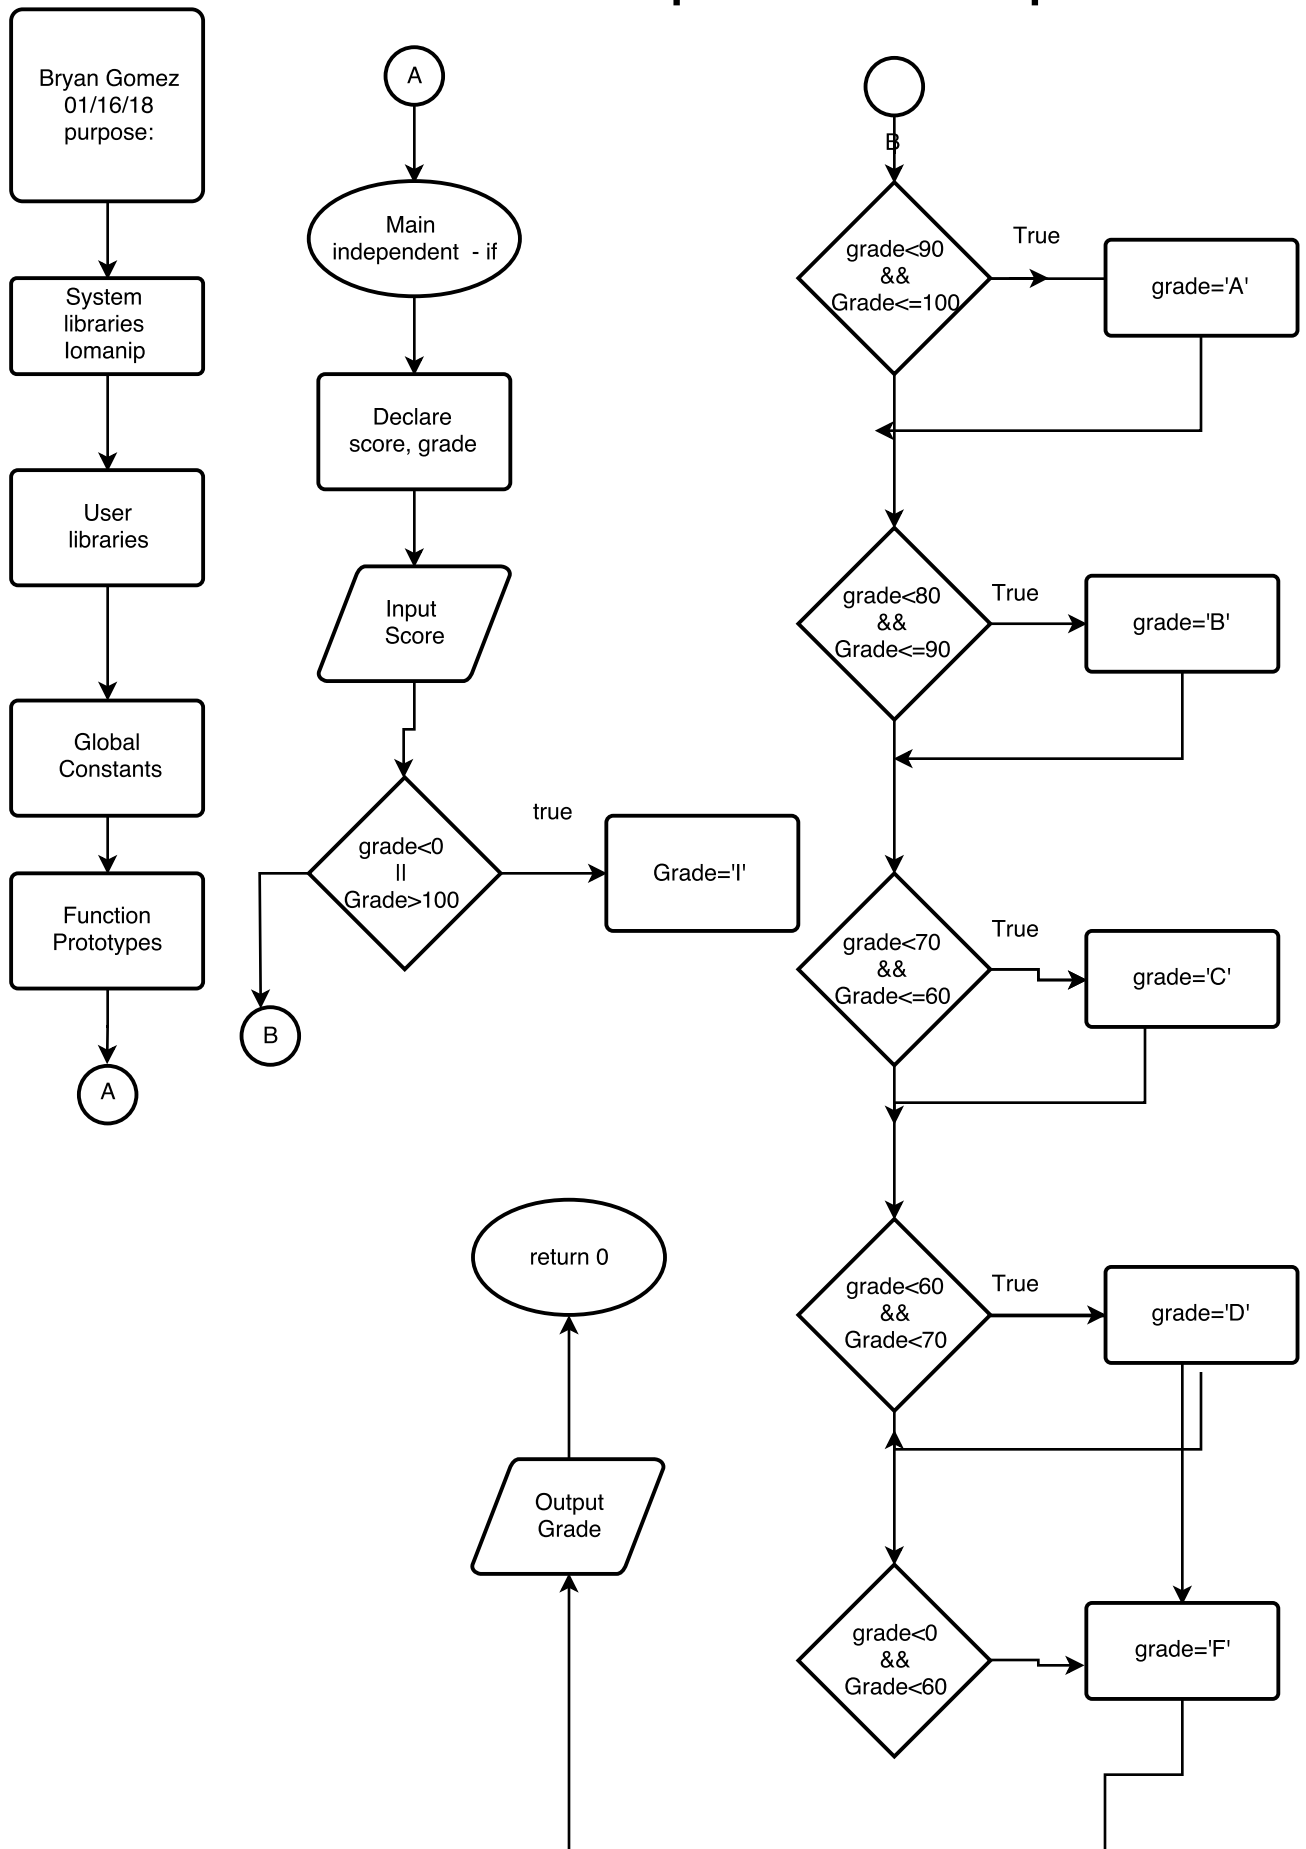 Bryan Gomez
01/16/18
purpose:
System
libraries
Iomanip
User
libraries
Global
Constants
Function
Prototypes
A
A
Main
independent - if
Declare
score, grade
Input
Score
grade<0
||
Grade>100
true
Grade='I'
B
return 0
Output
Grade
B
grade<90
&&
Grade<=100
True
grade='A'
grade<80
&&
Grade<=90
True
grade='B'
grade<70
&&
Grade<=60
True
grade='C'
grade<60
&&
Grade<70
True
grade='D'
grade<0
&&
Grade<60
grade='F'